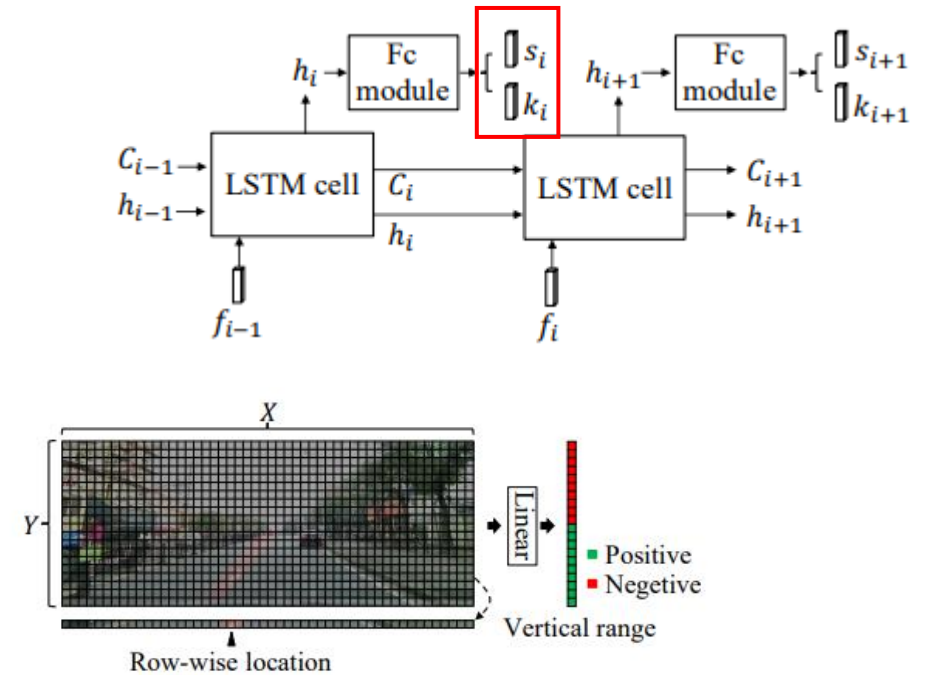 h_i
Fc
module
s_i
k_i
h_{i+1}
Fc
module
s_{i+1}
k_{i+1}
C_{i-1}
h_{i-1}
LSTM cell
C_i
h_i
LSTM cell
C_{i+1}
h_{i+1}
f_{i-1}
f_i
X
Y
Linear
Positive
Negetive
Vertical range
Row-wise location